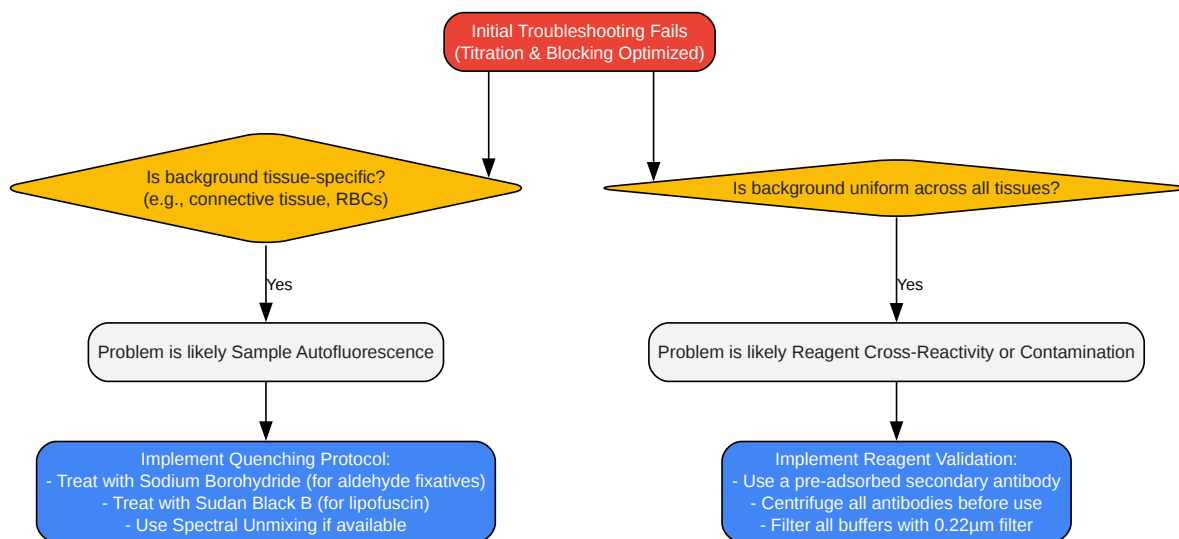 Initial Troubleshooting Fails
(Titration & Blocking Optimized)
Is background tissue-specific?
(e.g., connective tissue, RBCs)
Is background uniform across all tissues?
Yes
Yes
Problem is likely Sample Autofluorescence
Problem is likely Reagent Cross-Reactivity or Contamination
Implement Quenching Protocol:
- Treat with Sodium Borohydride (for aldehyde fixatives)
- Treat with Sudan Black B (for lipofuscin)
- Use Spectral Unmixing if available
Implement Reagent Validation:
- Use a pre-adsorbed secondary antibody
- Centrifuge all antibodies before use
- Filter all buffers with 0.22µm filter